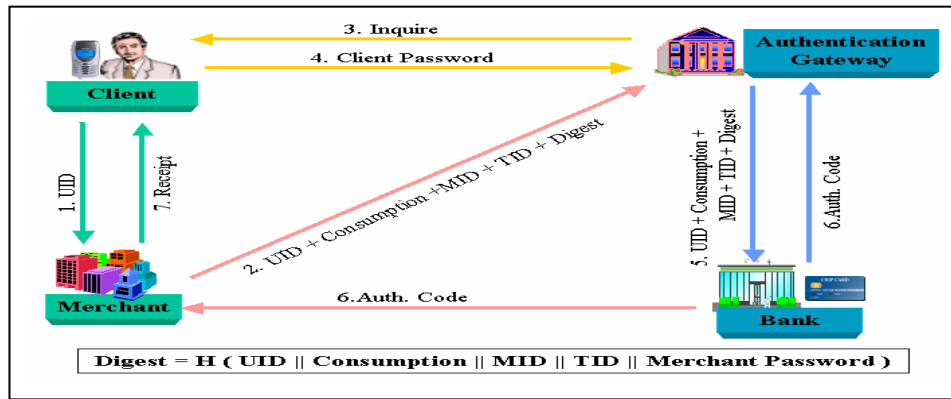 3. Inquire
4. Client Password
Client
Authentication
Gateway
1. UID
7. Receipt
2. UID + Consumption +MID + TID + Digest
5. UID + Consumption +
MID + TID + Digest
6.Auth. Code
6.Auth. Code
Merchant
CHIP CARD
Bank
Digest = H ( UID || Consumption || MID || TID || Merchant Password )